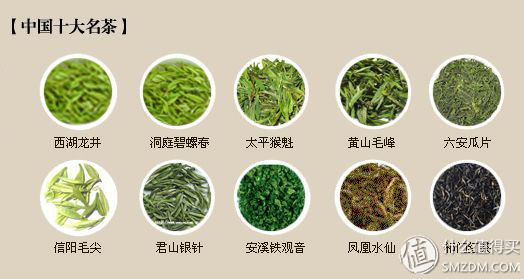 【中国十大名茶】
西湖龙井 洞庭碧螺春 太平猴魁 黄山毛峰 六安瓜片
信阳毛尖 君山银针 安溪铁观音 凤凰水仙
值 什么值得买
SMZDM.COM